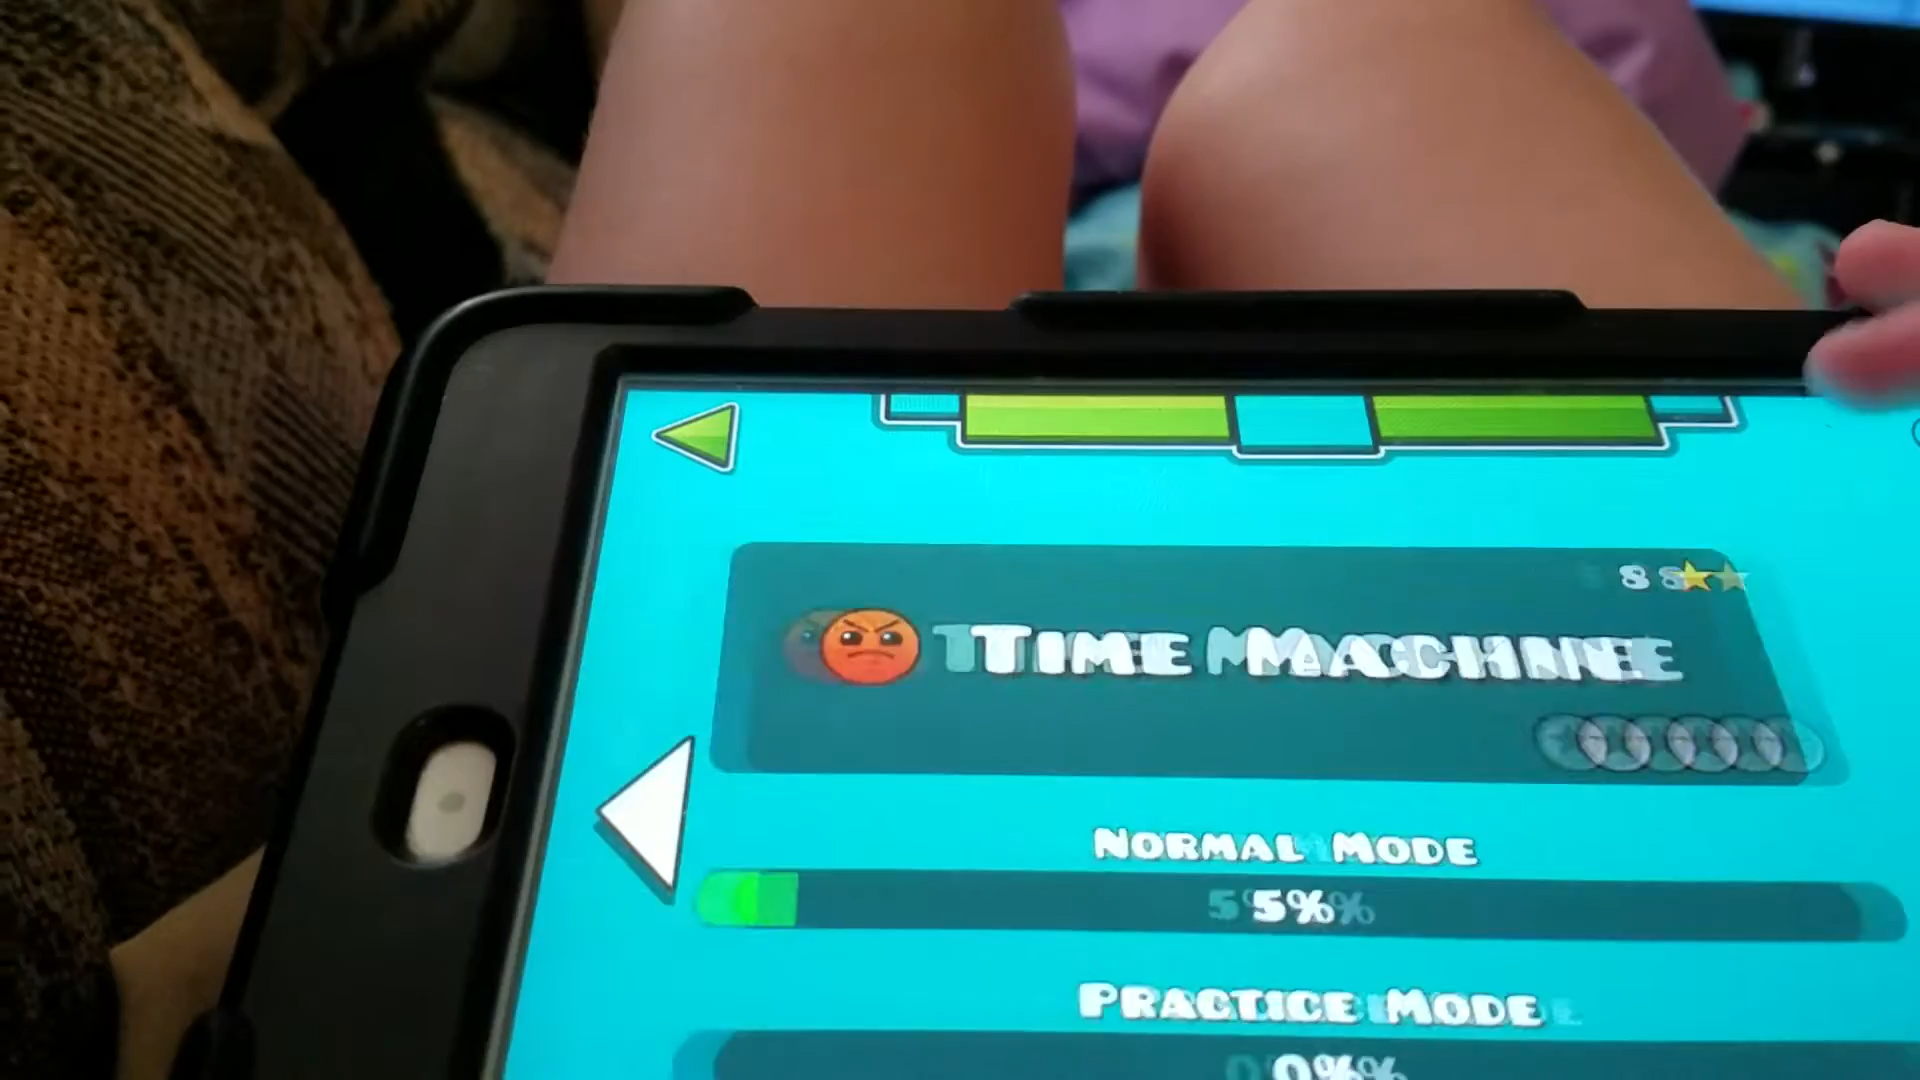 8
TIME MACHINE
NORMAL MODE
5%
PRACTICE MODE
0%